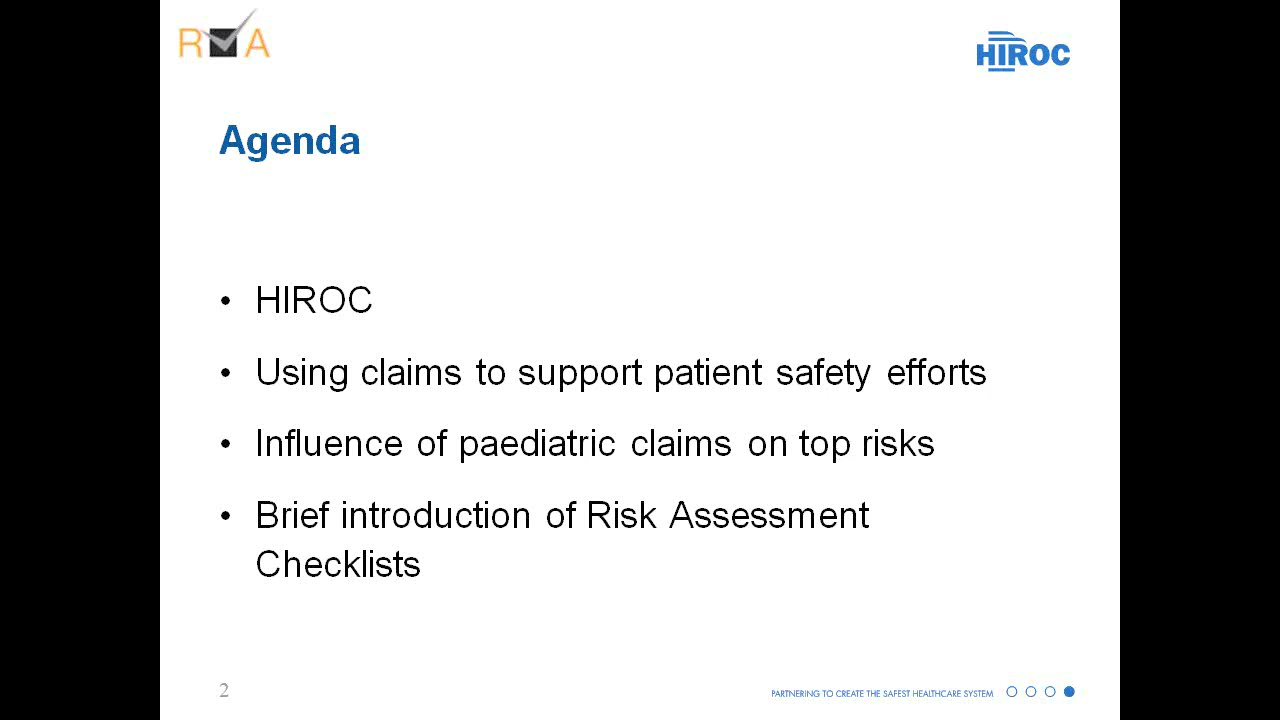 R A
HIROC
Agenda
• HIROC
• Using claims to support patient safety efforts
• Influence of paediatric claims on top risks
• Brief introduction of Risk Assessment
Checklists
2
PARTNERING TO CREATE THE SAFEST HEALTHCARE SYSTEM